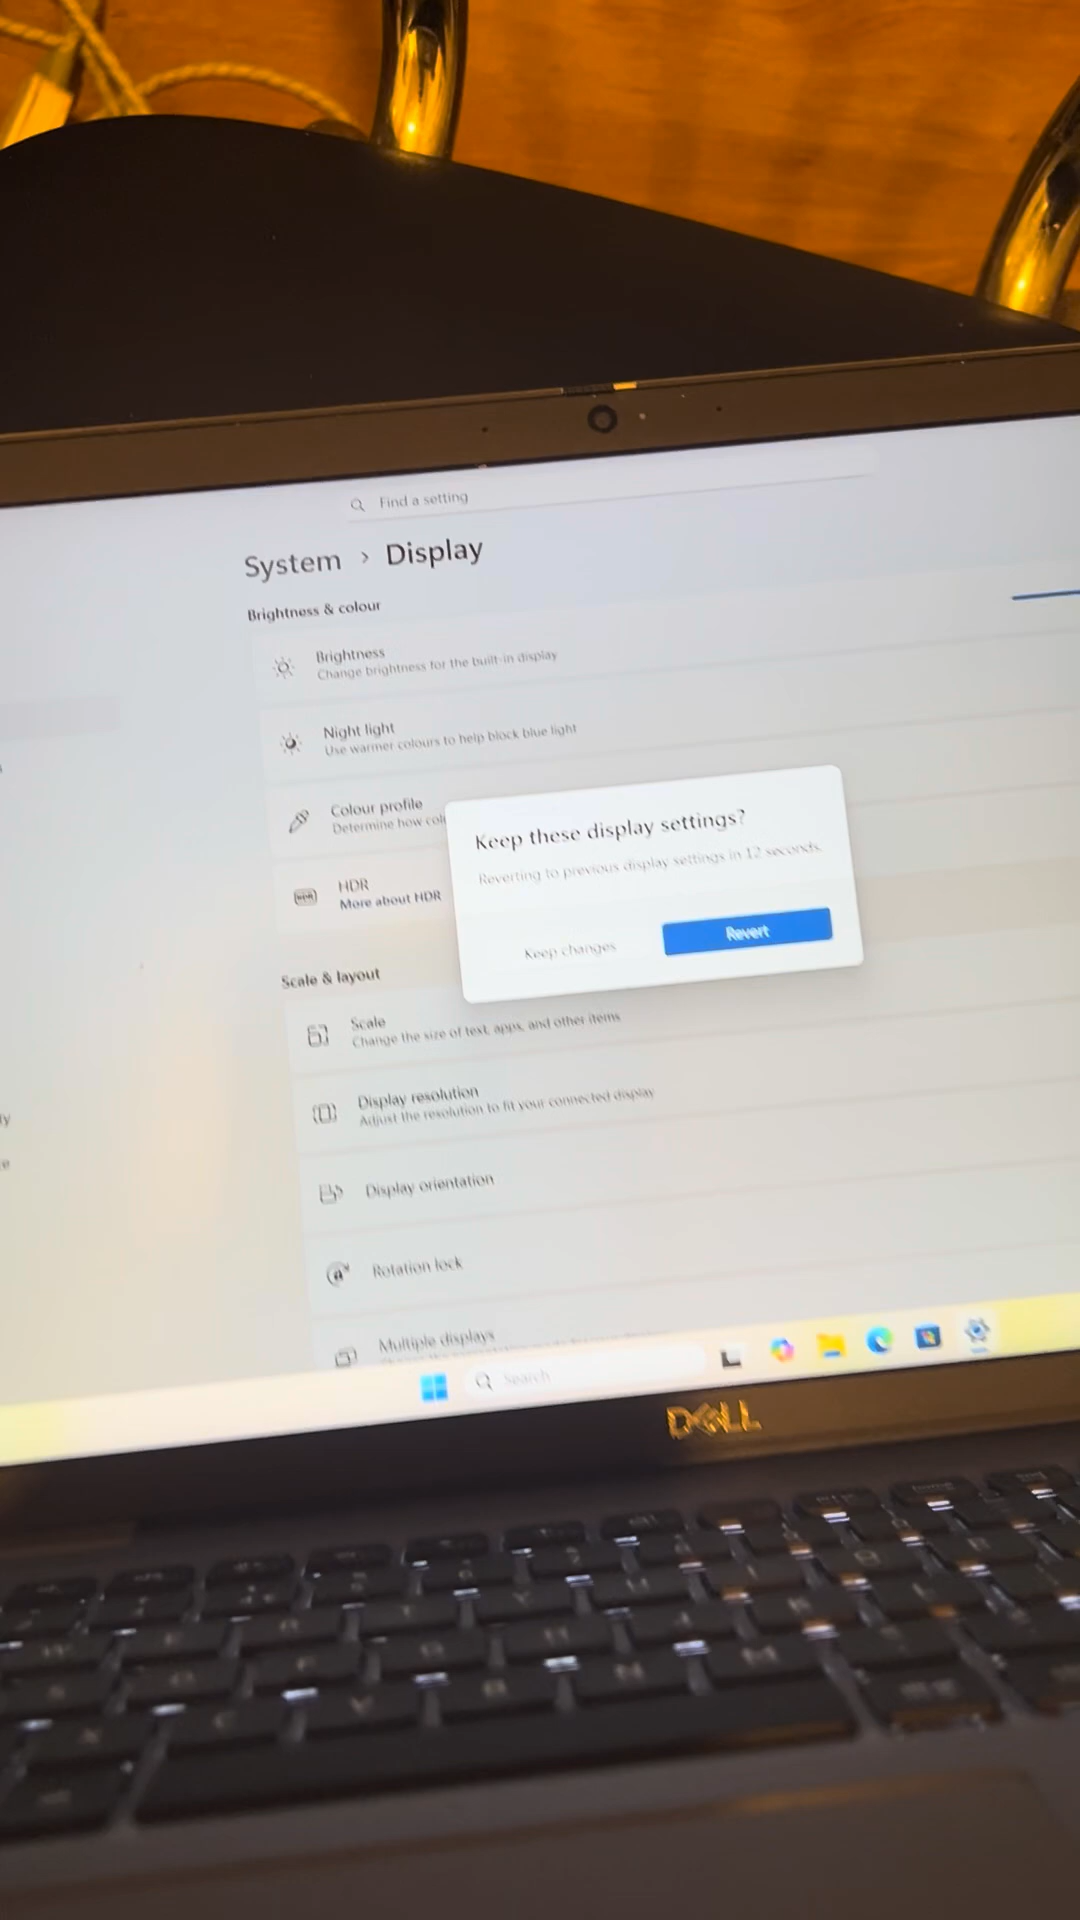 Find a setting
System > Display
Brightness & colour
Brightness
Change brightness for the built-in display
Night light
Use warmer colours to help block blue light
Colour profile
Determine how col
Keep these display settings?
Reverting to previous display settings in 12 seconds.
HDR
More about HDR
Keep changes
Revert
Scale & layout
Scale
Change the size of text, apps, and other items
Display resolution
Adjust the resolution to fit your connected display
Display orientation
Rotation lock
Multiple displays
Search
DELL